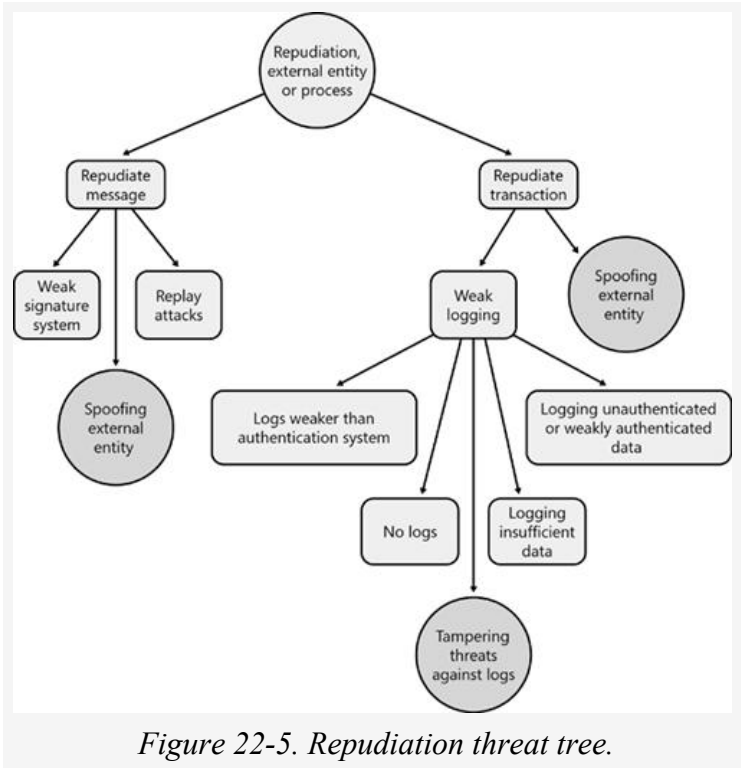 Repudiation,
external entity
or process
Repudiate
message
Repudiate
transaction
Weak
signature
system
Replay
attacks
Weak
logging
Spoofing
external
entity
Spoofing
external
entity
Logs weaker than
authentication system
Logging unauthenticated
or weakly authenticated
data
No logs
Logging
insufficient
data
Tampering
threats
against logs
Figure 22-5. Repudiation threat tree.